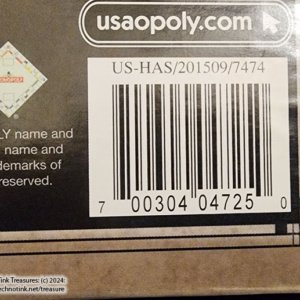 usaopoly.com
US-HAS/201509/7474
MONOPOLY
LY name and
name and
demarks of
reserved.
7 00304 04725 0
Tink Treasures: (c) 2024:
technotink.net/treasure